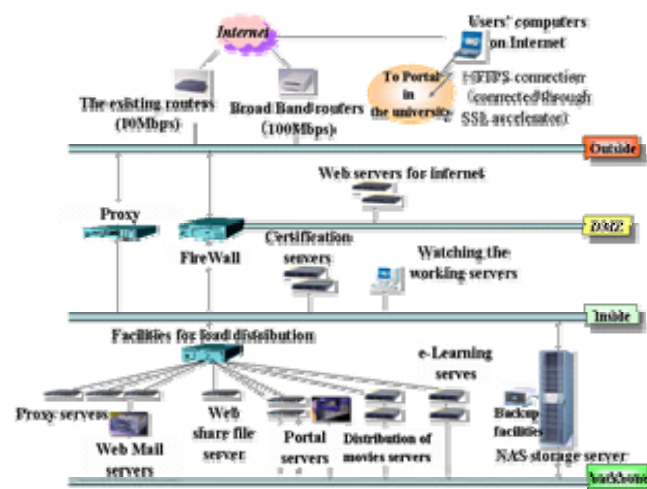 Internet
Users' computers
on Internet
To Portal
in
the university
HTTPS connection
(connected through
SSL accelerator)
The existing routers
(10Mbps)
Broad Band routers
(100Mbps)
Outside
Web servers for internet
Proxy
FireWall
DMZ
Certification
servers
Watching the
working servers
Inside
Facilities for load distribution
e-Learning
serves
Proxy servers
Web Mail
servers
Web
share file
server
Portal
servers
Distribution of
movies servers
Backup
facilities
NAS storage server
backbone